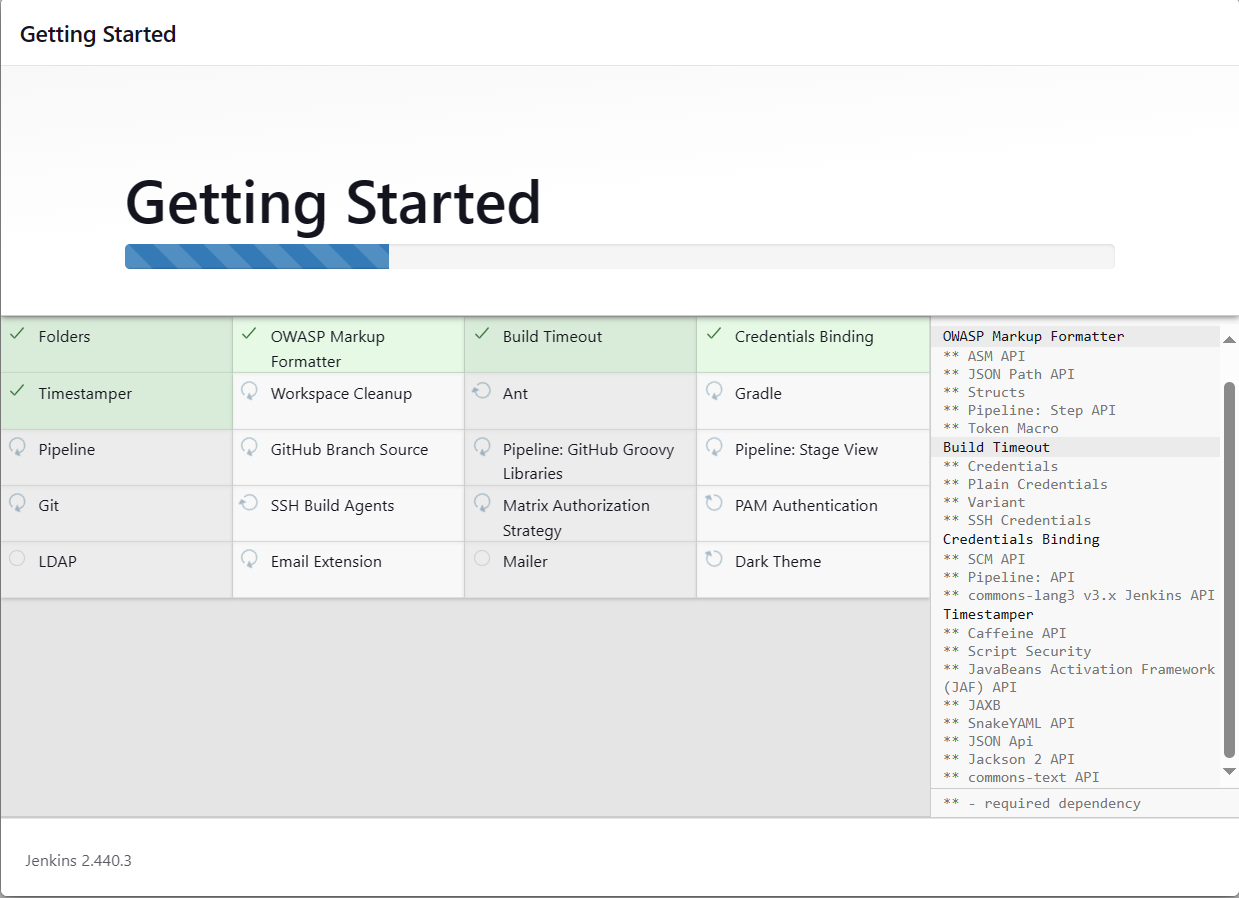 Getting Started
Getting Started
Folders
OWASP Markup
Formatter
Build Timeout
Credentials Binding
Timestamper
Workspace Cleanup
Ant
Gradle
Pipeline
GitHub Branch Source
Pipeline: GitHub Groovy
Libraries
Pipeline: Stage View
Git
SSH Build Agents
Matrix Authorization
Strategy
PAM Authentication
LDAP
Email Extension
Mailer
Dark Theme
OWASP Markup Formatter
** ASM API
** JSON Path API
** Structs
** Pipeline: Step API
** Token Macro
Build Timeout
** Credentials
** Plain Credentials
** Variant
** SSH Credentials
Credentials Binding
** SCM API
** Pipeline: API
** commons-lang3 v3.x Jenkins API
Timestamper
** Caffeine API
** Script Security
** JavaBeans Activation Framework
(JAF) API
** JAXB
** SnakeYAML API
** JSON Api
** Jackson 2 API
** commons-text API
** - required dependency
Jenkins 2.440.3